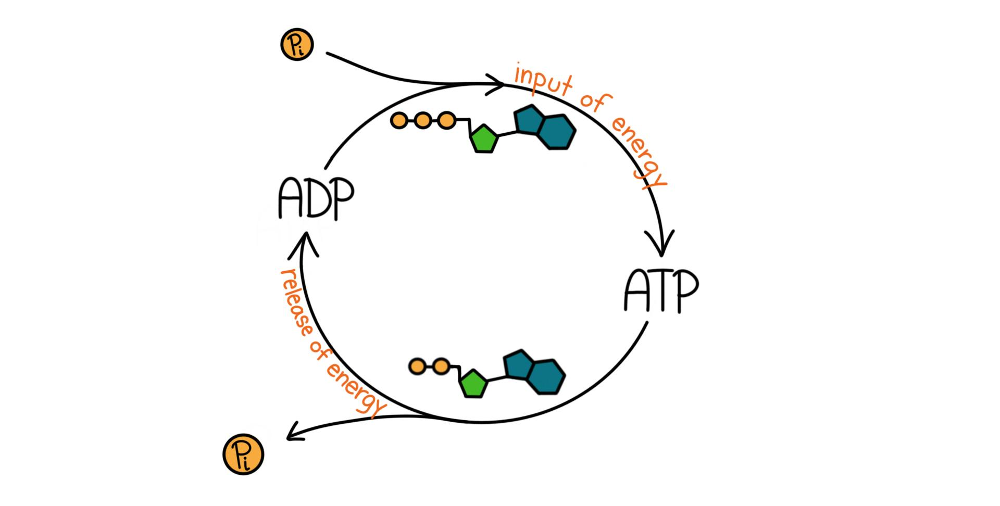 Pi
input of energy
ADP
ATP
release of energy
Pi